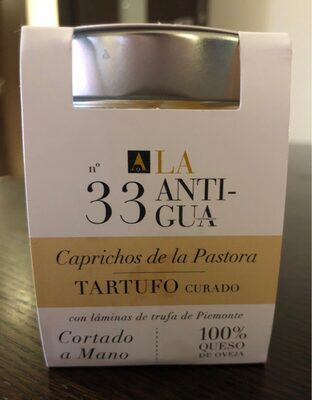 A LA
nº 33 ANTI-
GUA
Caprichos de la Pastora
TARTUFO CURADO
con láminas de trufa de Piemonte
Cortado a Mano
100% QUESO DE OVEJA